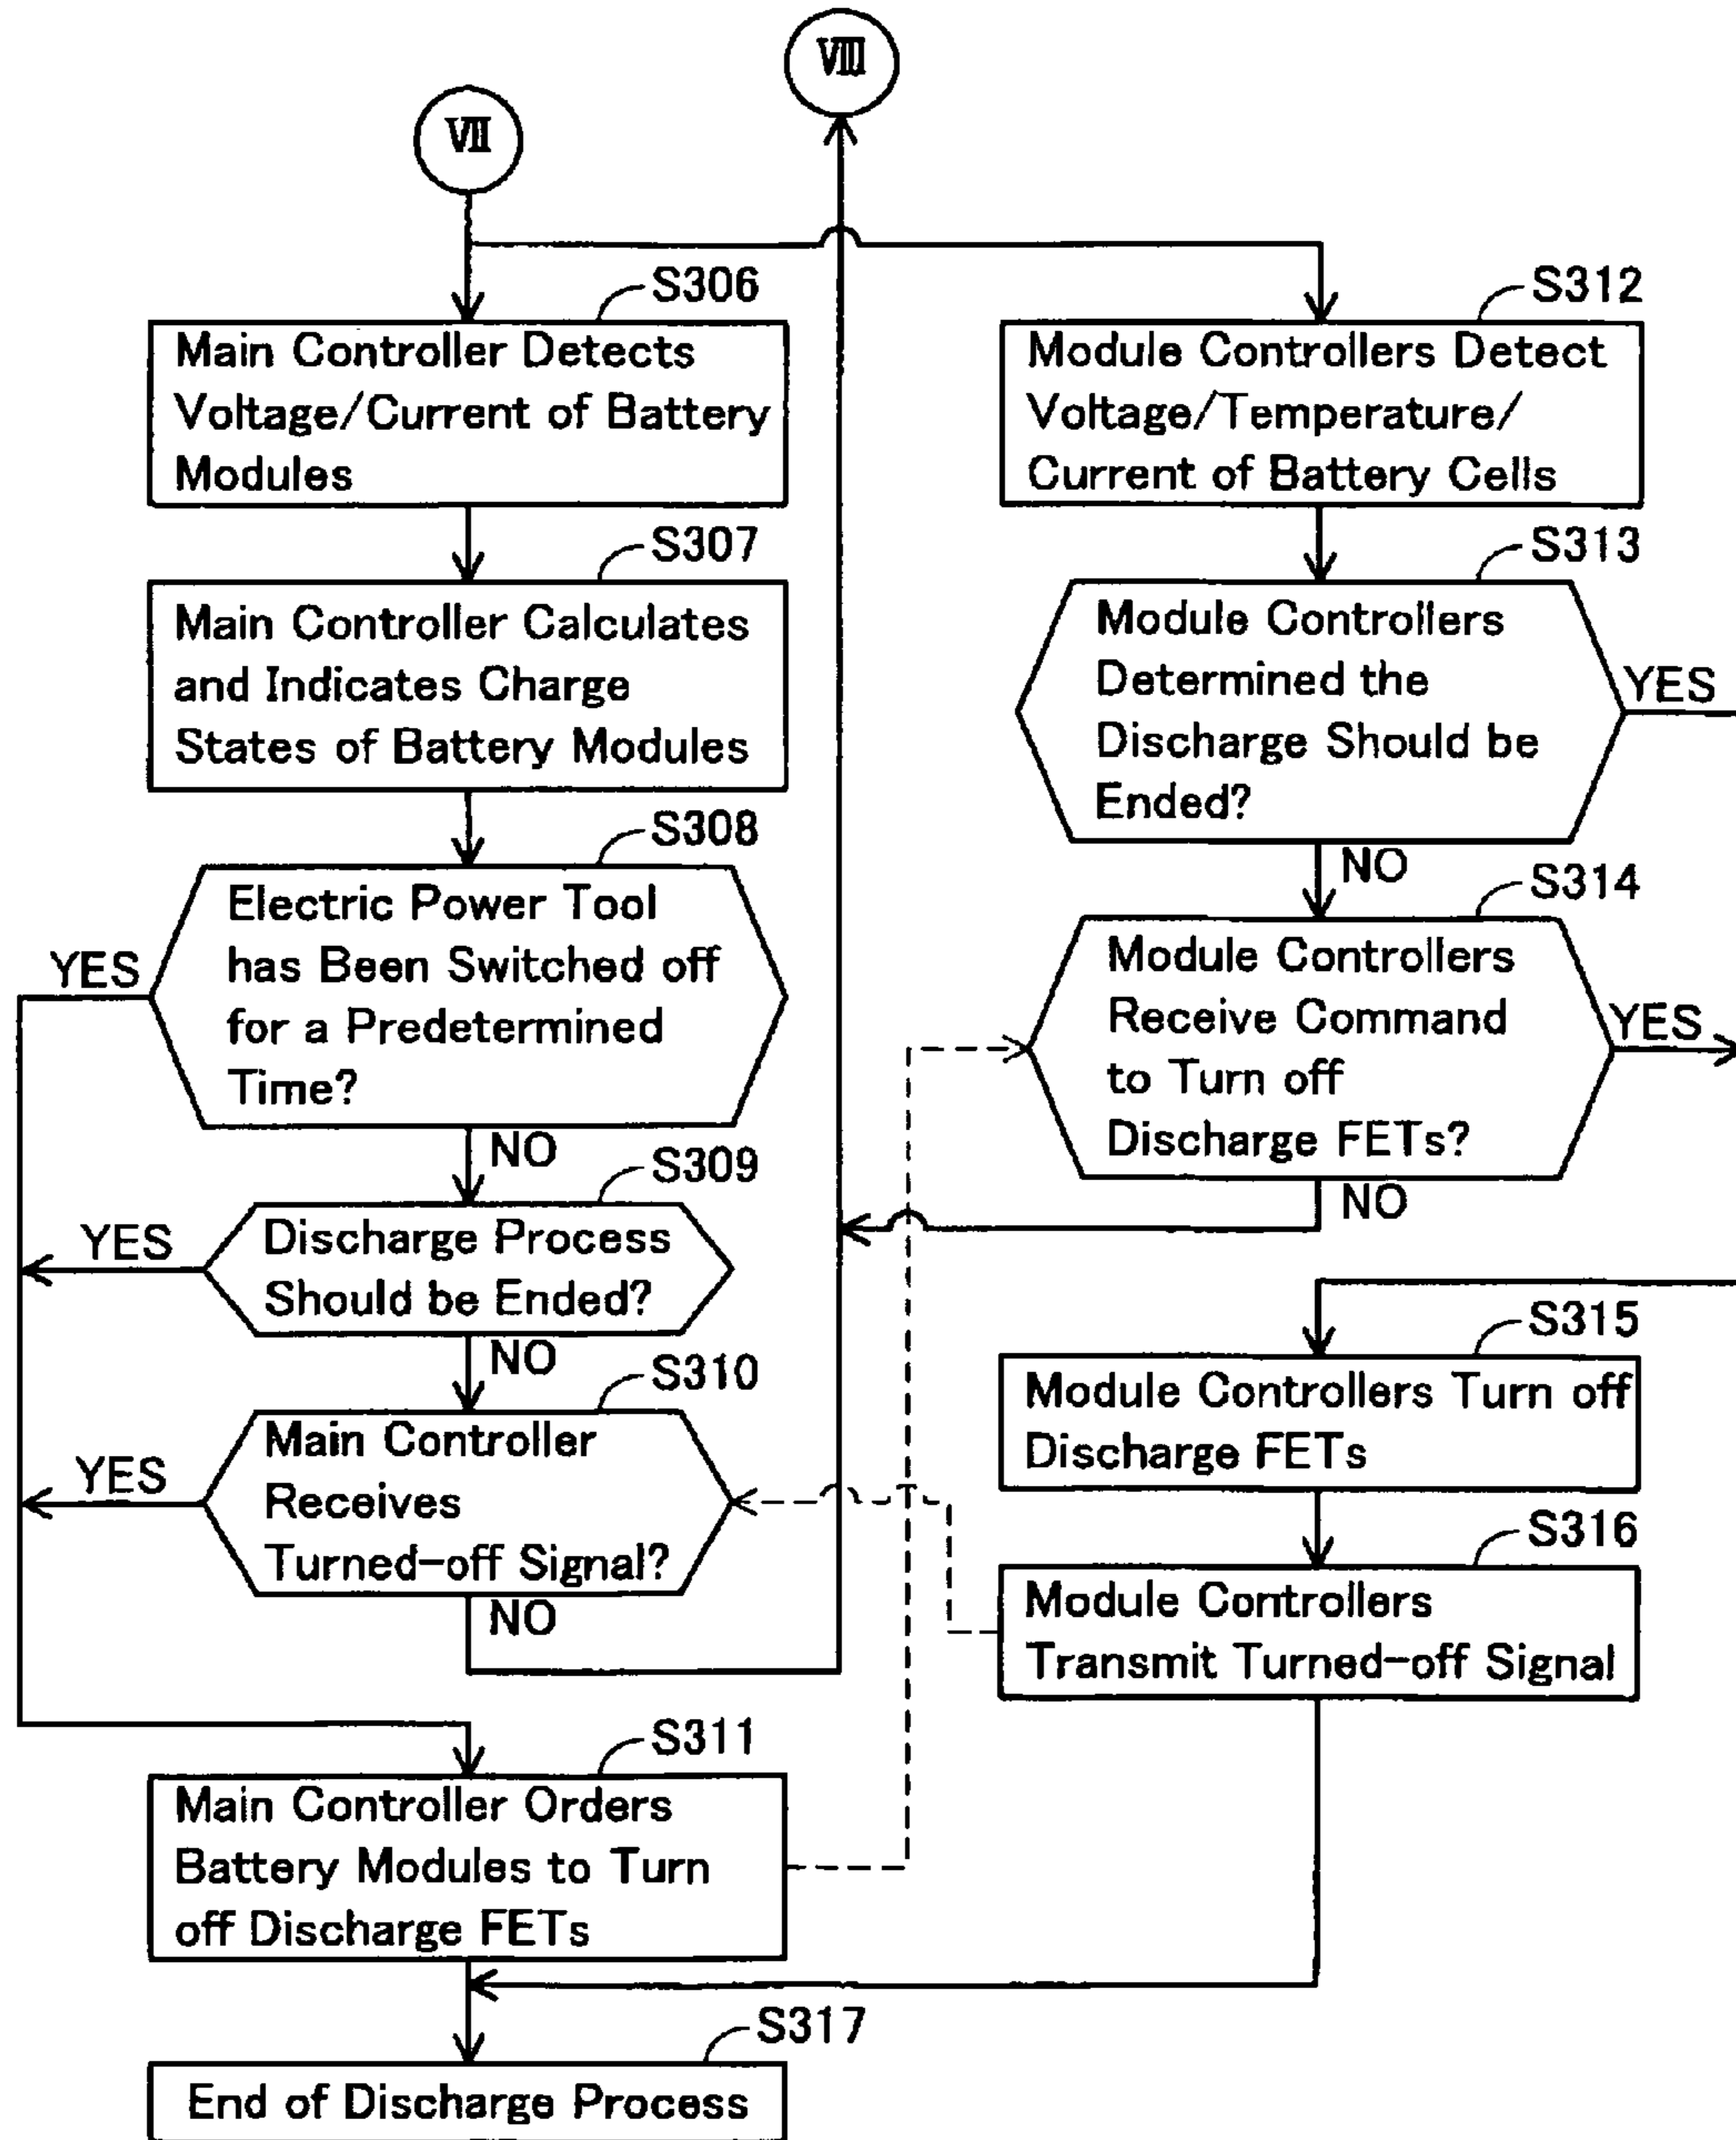 VIII
VII
S306
Main Controller Detects
Voltage/Current of Battery
Modules
S307
Main Controller Calculates
and Indicates Charge
States of Battery Modules
S308
Electric Power Tool
has Been Switched off
for a Predetermined
Time?
YES
NO
S309
Discharge Process
Should be Ended?
YES
NO
S310
Main Controller
Receives
Turned-off Signal?
YES
NO
S311
Main Controller Orders
Battery Modules to Turn
off Discharge FETs
S312
Module Controllers Detect
Voltage/Temperature/
Current of Battery Cells
S313
Module Controllers
Determined the
Discharge Should be
Ended?
YES
NO
S314
Module Controllers
Receive Command
to Turn off
Discharge FETs?
YES
NO
S315
Module Controllers Turn off
Discharge FETs
S316
Module Controllers
Transmit Turned-off Signal
S317
End of Discharge Process